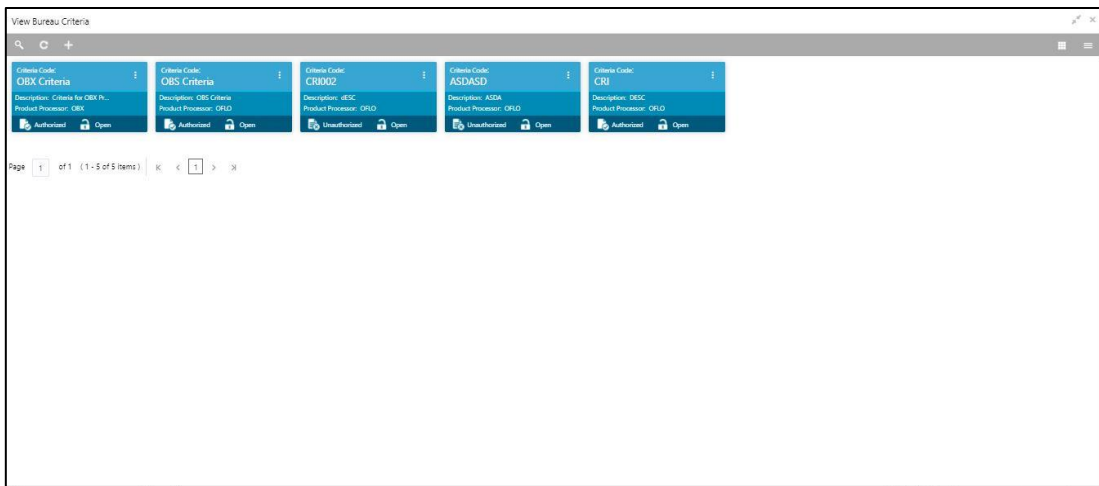 View Bureau Criteria
Criteria Code:
OBX Criteria
Description: Criteria for OBX Pr...
Product Processor: OBX
Authorized Open
Criteria Code:
OBS Criteria
Description: OBS Criteria
Product Processor: OFLO
Authorized Open
Criteria Code:
CRI002
Description: dESC
Product Processor: OFLO
Unauthorized Open
Criteria Code:
ASDASD
Description: ASDA
Product Processor: OFLO
Unauthorized Open
Criteria Code:
CRI
Description: DESC
Product Processor: OFLO
Authorized Open
Page 1 of 1 (1 - 5 of 5 items) 1